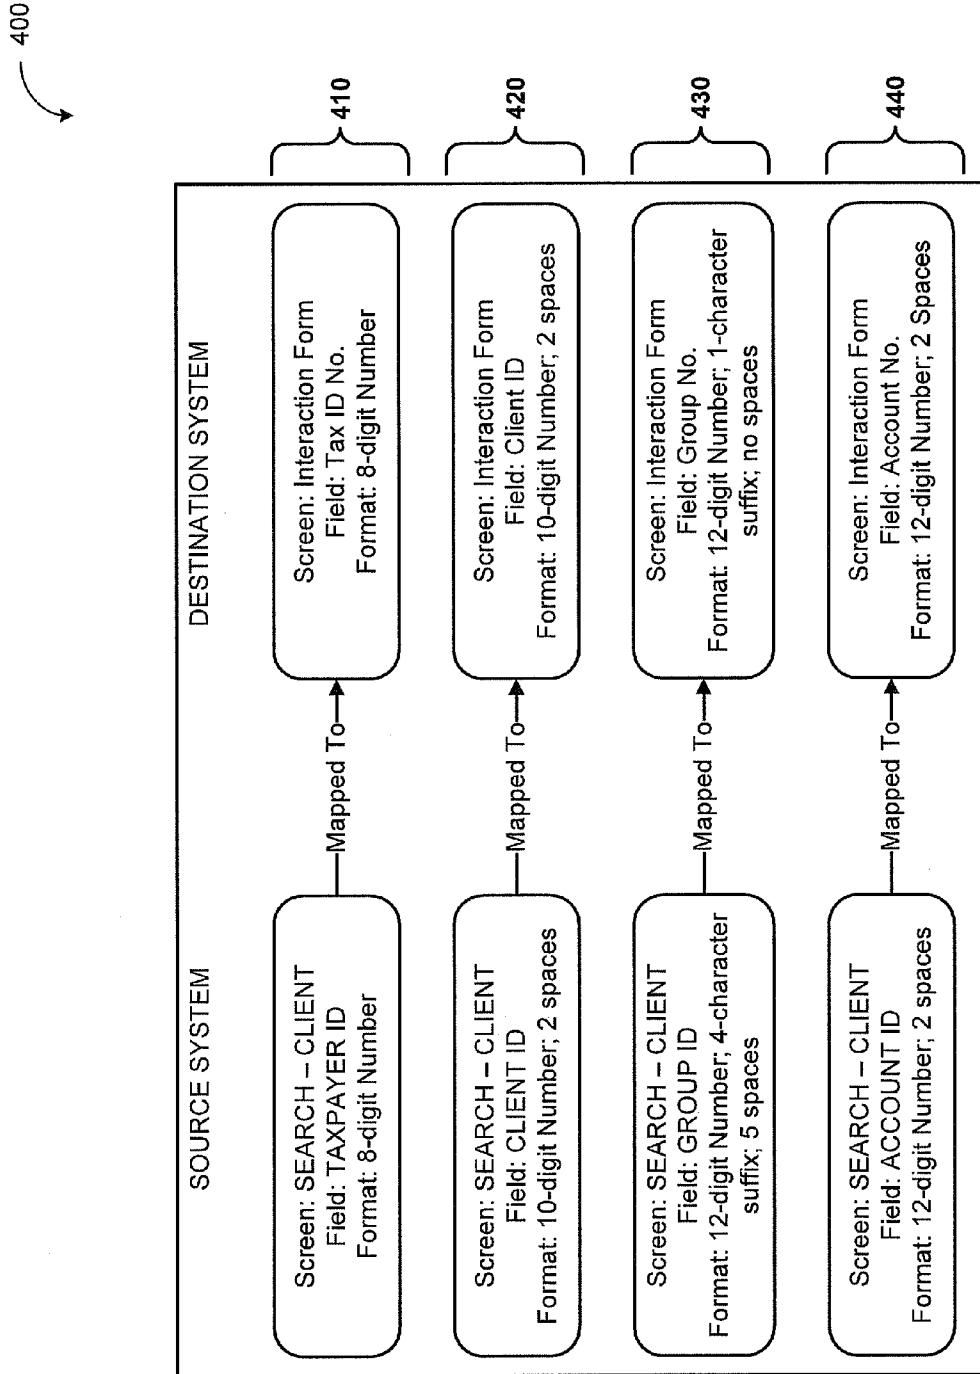 400
SOURCE SYSTEM
DESTINATION SYSTEM
Screen: SEARCH – CLIENT
Field: TAXPAYER ID
Format: 8-digit Number
Mapped To
Screen: Interaction Form
Field: Tax ID No.
Format: 8-digit Number
410
Screen: SEARCH – CLIENT
Field: CLIENT ID
Format: 10-digit Number; 2 spaces
Mapped To
Screen: Interaction Form
Field: Client ID
Format: 10-digit Number; 2 spaces
420
Screen: SEARCH – CLIENT
Field: GROUP ID
Format: 12-digit Number; 4-character
suffix; 5 spaces
Mapped To
Screen: Interaction Form
Field: Group No.
Format: 12-digit Number; 1-character
suffix; no spaces
430
Screen: SEARCH – CLIENT
Field: ACCOUNT ID
Format: 12-digit Number; 2 spaces
Mapped To
Screen: Interaction Form
Field: Account No.
Format: 12-digit Number; 2 Spaces
440